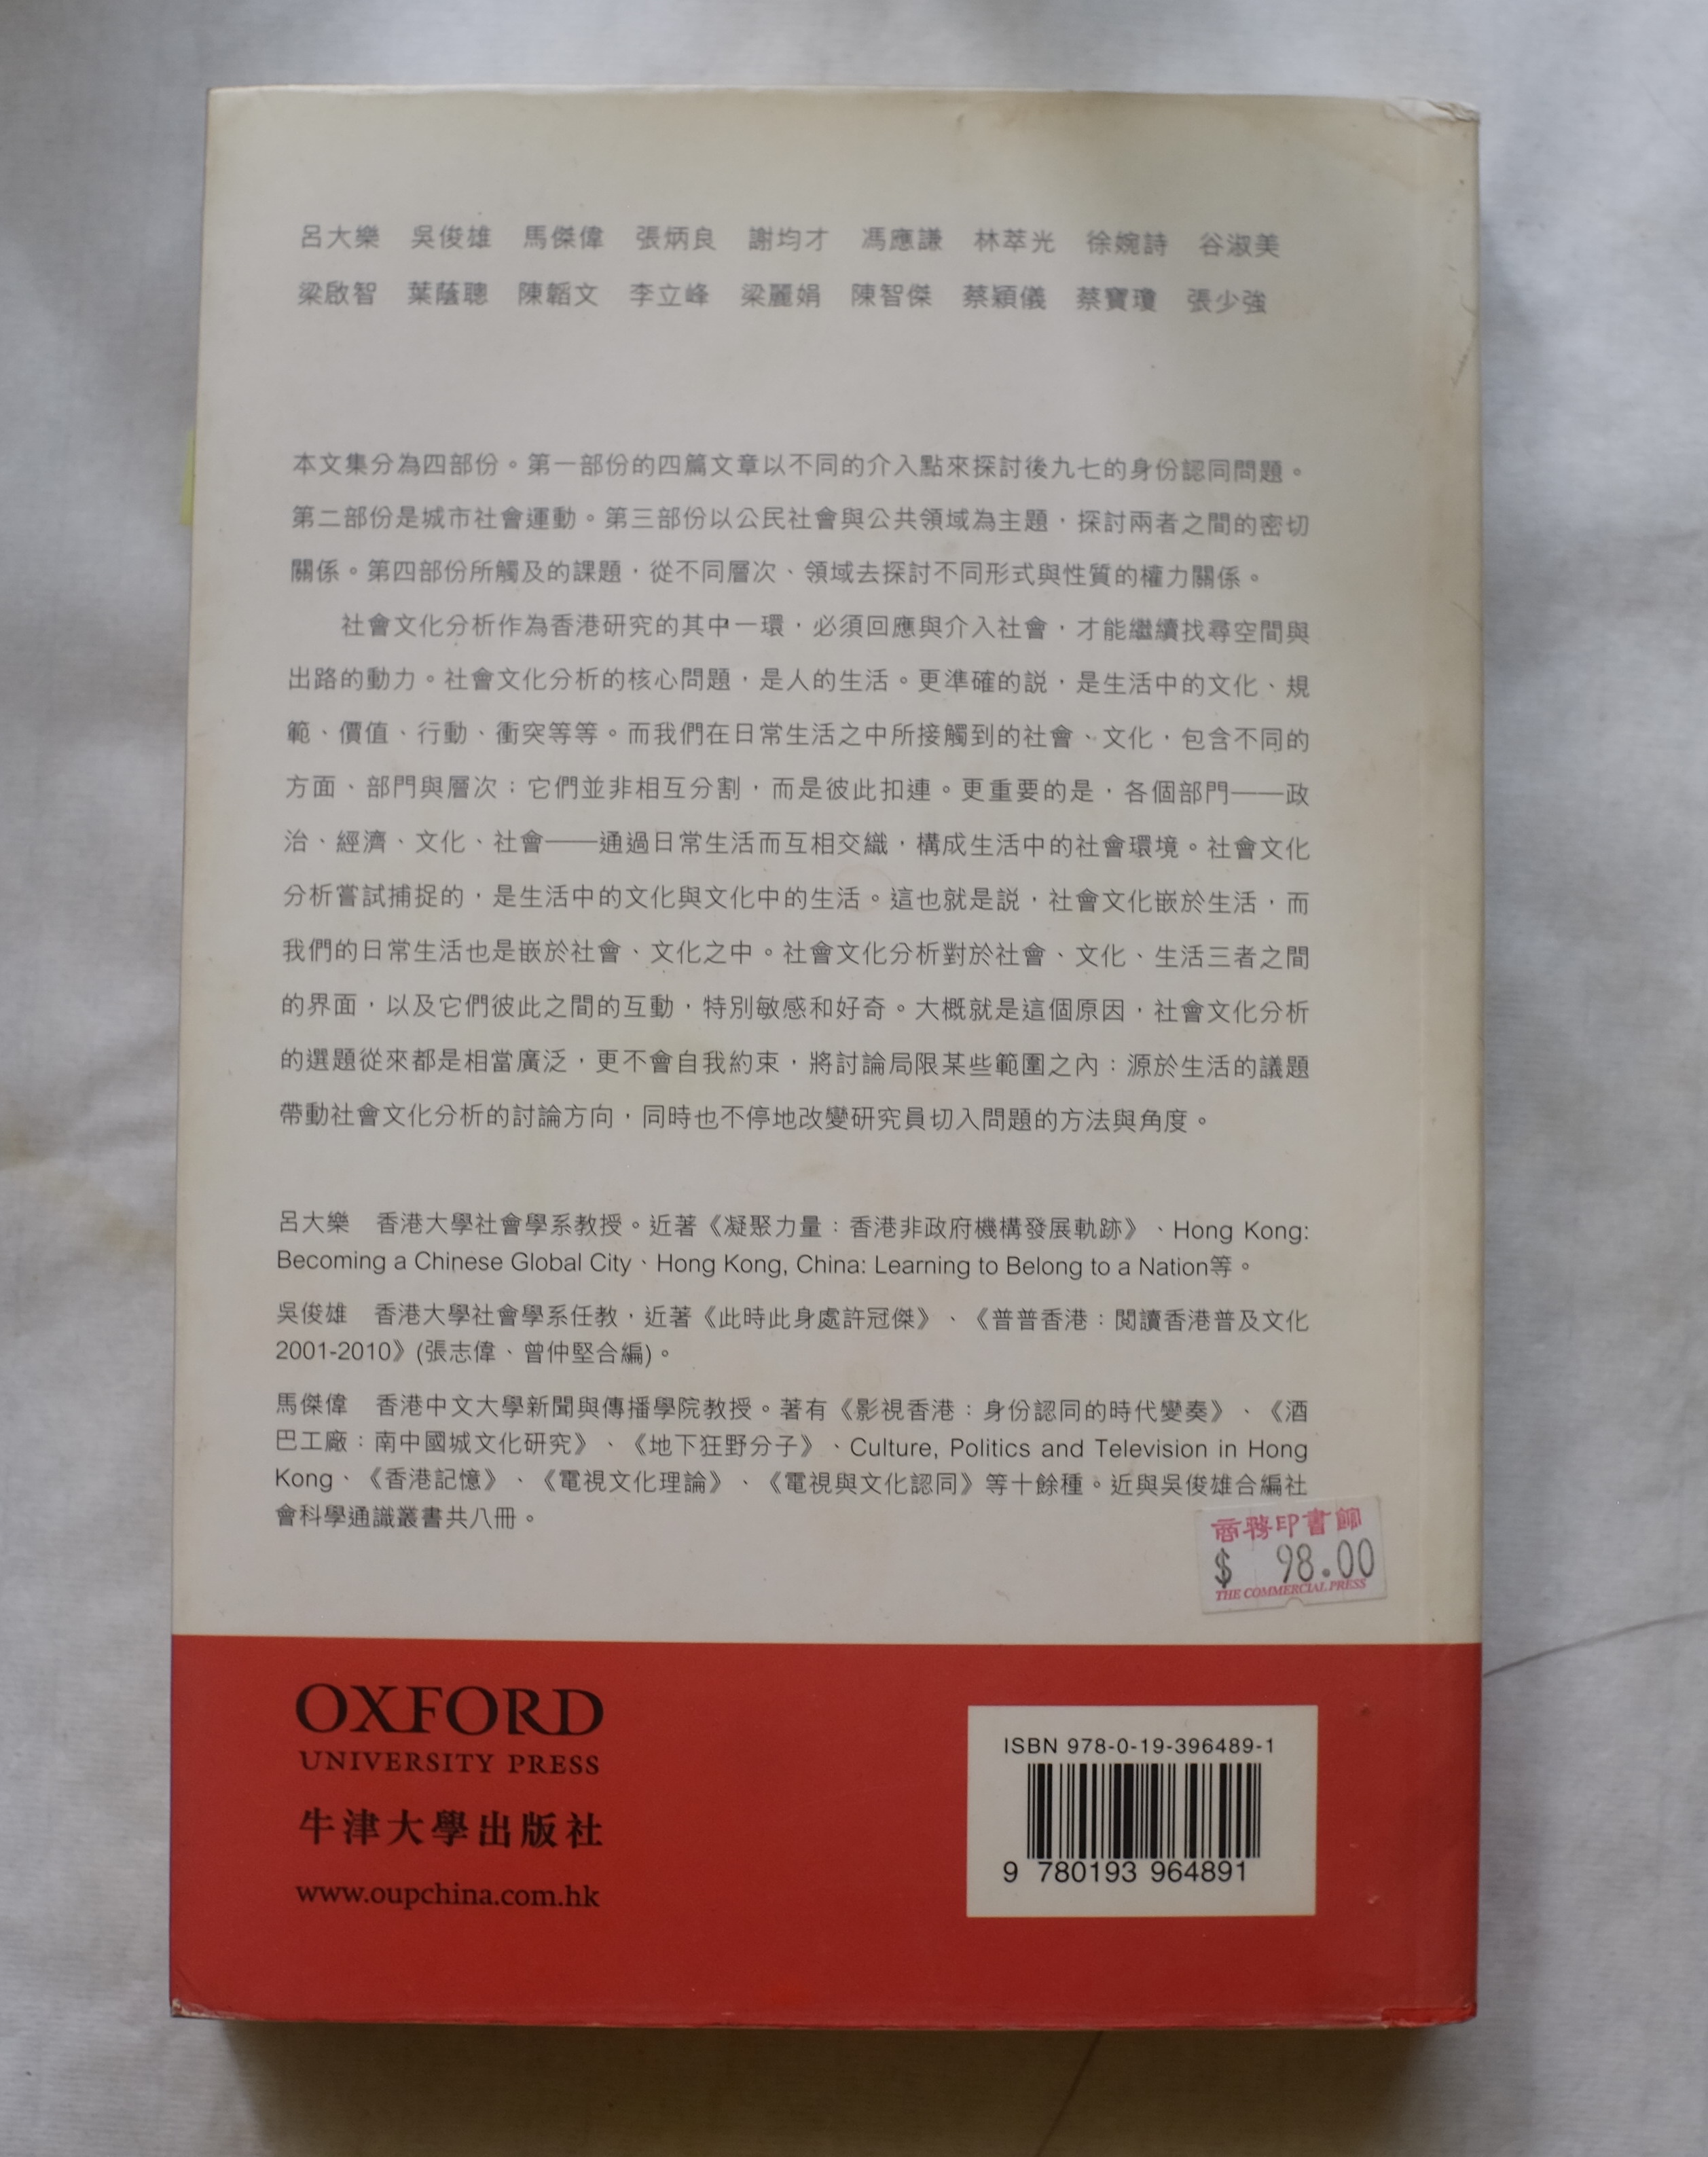 呂大樂　吳俊雄　馬傑偉　張炳良　謝均才　馮應謙　林萃光　徐婉詩　谷淑美
梁啟智　葉蔭聰　陳韜文　李立峰　梁麗娟　陳智傑　蔡穎儀　蔡寶瓊　張少強
本文集分為四部份。第一部份的四篇文章以不同的介入點來探討後九七的身份認同問題。
第二部份是城市社會運動。第三部份以公民社會與公共領域為主題，探討兩者之間的密切
關係。第四部份所觸及的課題，從不同層次、領域去探討不同形式與性質的權力關係。
社會文化分析作為香港研究的其中一環，必須回應與介入社會，才能繼續找尋空間與
出路的動力。社會文化分析的核心問題，是人的生活。更準確的説，是生活中的文化、規
範、價值、行動、衝突等等。而我們在日常生活之中所接觸到的社會、文化，包含不同的
方面、部門與層次；它們並非相互分割，而是彼此扣連。更重要的是，各個部門——政
治、經濟、文化、社會——通過日常生活而互相交織，構成生活中的社會環境。社會文化
分析嘗試捕捉的，是生活中的文化與文化中的生活。這也就是説，社會文化嵌於生活，而
我們的日常生活也是嵌於社會、文化之中。社會文化分析對於社會、文化、生活三者之間
的界面，以及它們彼此之間的互動，特別敏感和好奇。大概就是這個原因，社會文化分析
的選題從來都是相當廣泛，更不會自我約束，將討論局限某些範圍之內：源於生活的議題
帶動社會文化分析的討論方向，同時也不停地改變研究員切入問題的方法與角度。
呂大樂　香港大學社會學系教授。近著《凝聚力量：香港非政府機構發展軌跡》、Hong Kong:
Becoming a Chinese Global City、Hong Kong, China: Learning to Belong to a Nation等。
吳俊雄　香港大學社會學系任教，近著《此時此身處許冠傑》、《普普香港：閱讀香港普及文化
2001-2010》(張志偉、曾仲堅合編)。
馬傑偉　香港中文大學新聞與傳播學院教授。著有《影視香港：身份認同的時代變奏》、《酒
巴工廠：南中國城文化研究》、《地下狂野分子》、Culture, Politics and Television in Hong
Kong、《香港記憶》、《電視文化理論》、《電視與文化認同》等十餘種。近與吳俊雄合編社
會科學通識叢書共八冊。
商務印書館
$ 98.00
THE COMMERCIAL PRESS
OXFORD
UNIVERSITY PRESS
牛津大學出版社
www.oupchina.com.hk
ISBN 978-0-19-396489-1
9 780193 964891